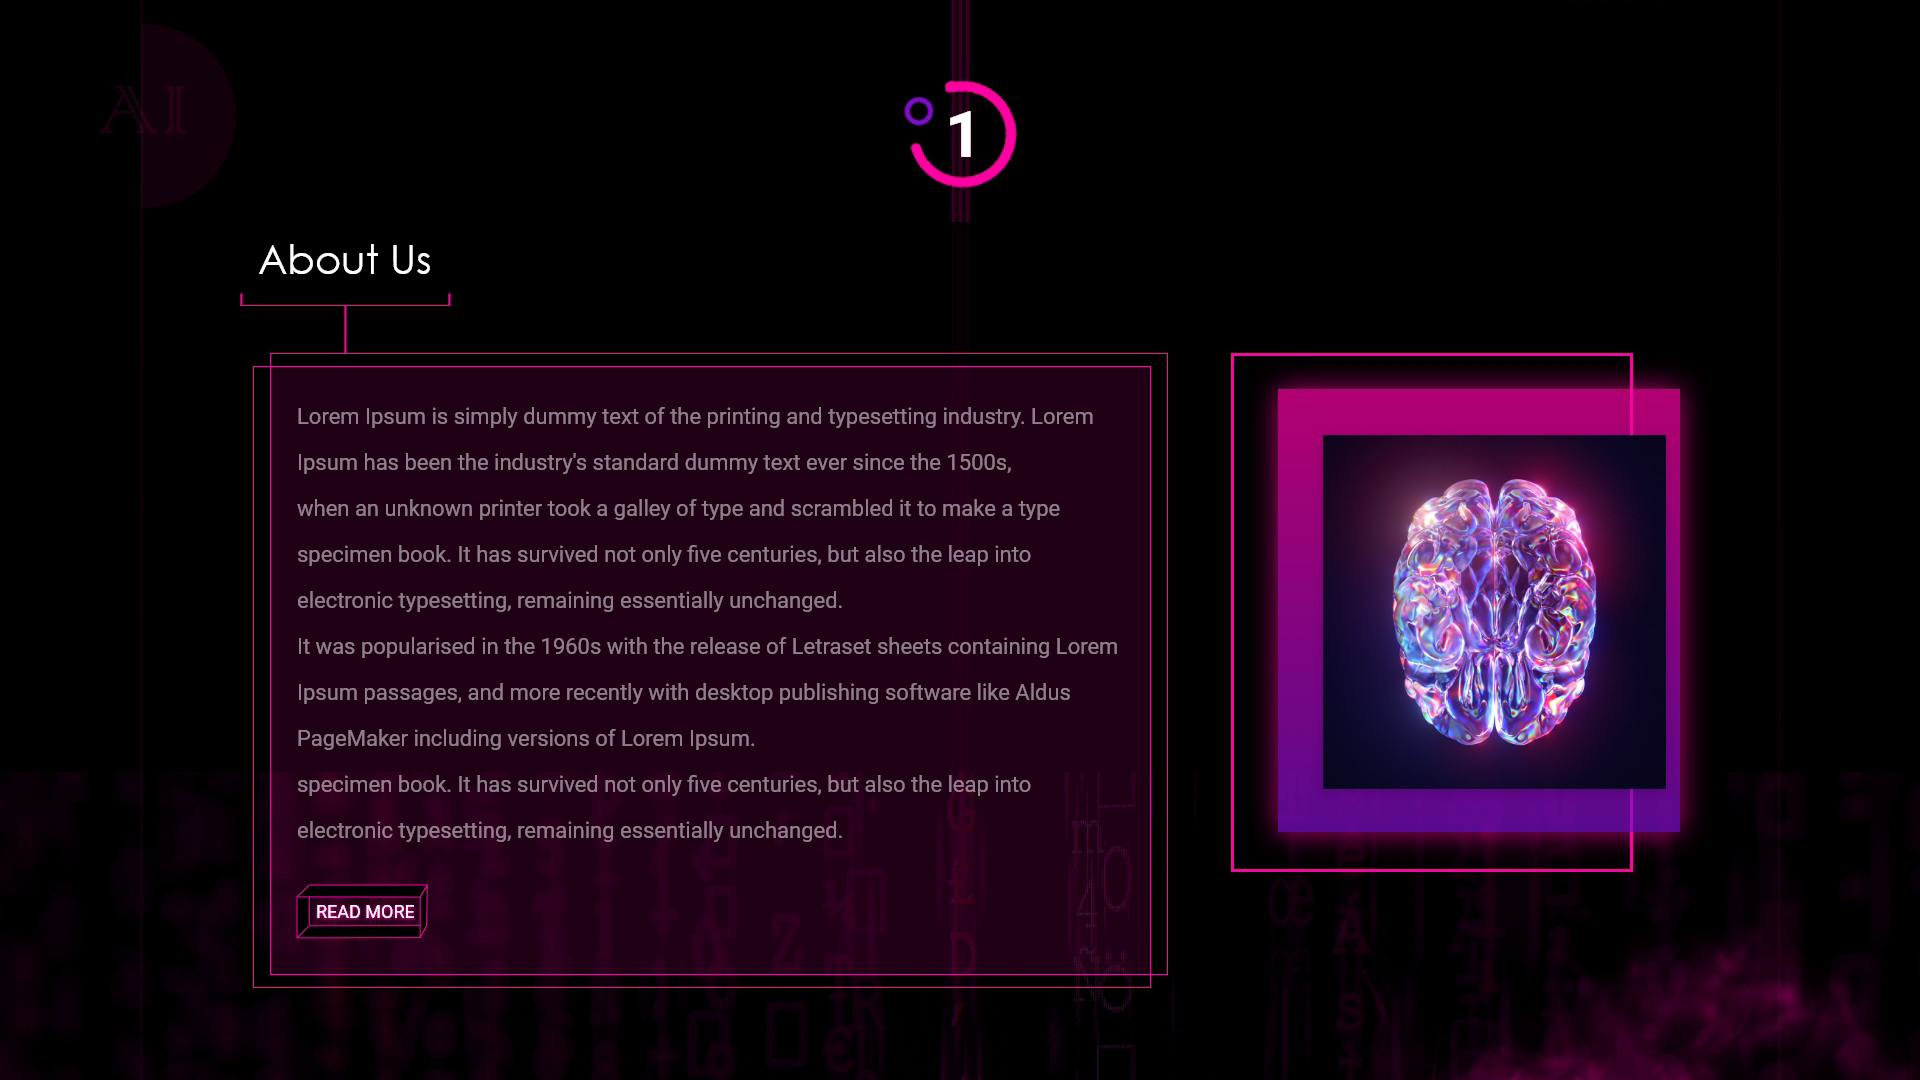 AI
1
About Us
Lorem Ipsum is simply dummy text of the printing and typesetting industry. Lorem
Ipsum has been the industry's standard dummy text ever since the 1500s,
when an unknown printer took a galley of type and scrambled it to make a type
specimen book. It has survived not only five centuries, but also the leap into
electronic typesetting, remaining essentially unchanged.
It was popularised in the 1960s with the release of Letraset sheets containing Lorem
Ipsum passages, and more recently with desktop publishing software like Aldus
PageMaker including versions of Lorem Ipsum.
specimen book. It has survived not only five centuries, but also the leap into
electronic typesetting, remaining essentially unchanged.
READ MORE